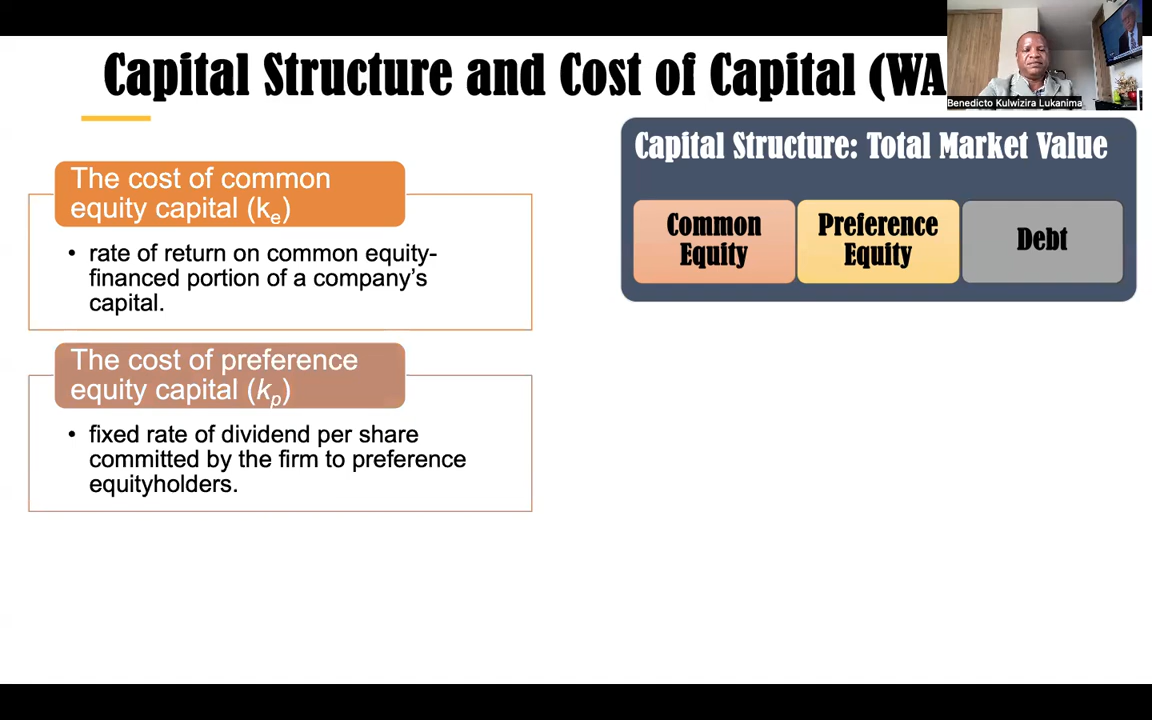 Capital Structure and Cost of Capital (WA
Benedicto Kulwizira Lukanima
The cost of common
equity capital (ke)
• rate of return on common equity-
financed portion of a company's
capital.
The cost of preference
equity capital (kp)
• fixed rate of dividend per share
committed by the firm to preference
equityholders.
Capital Structure: Total Market Value
Common
Equity
Preference
Equity
Debt